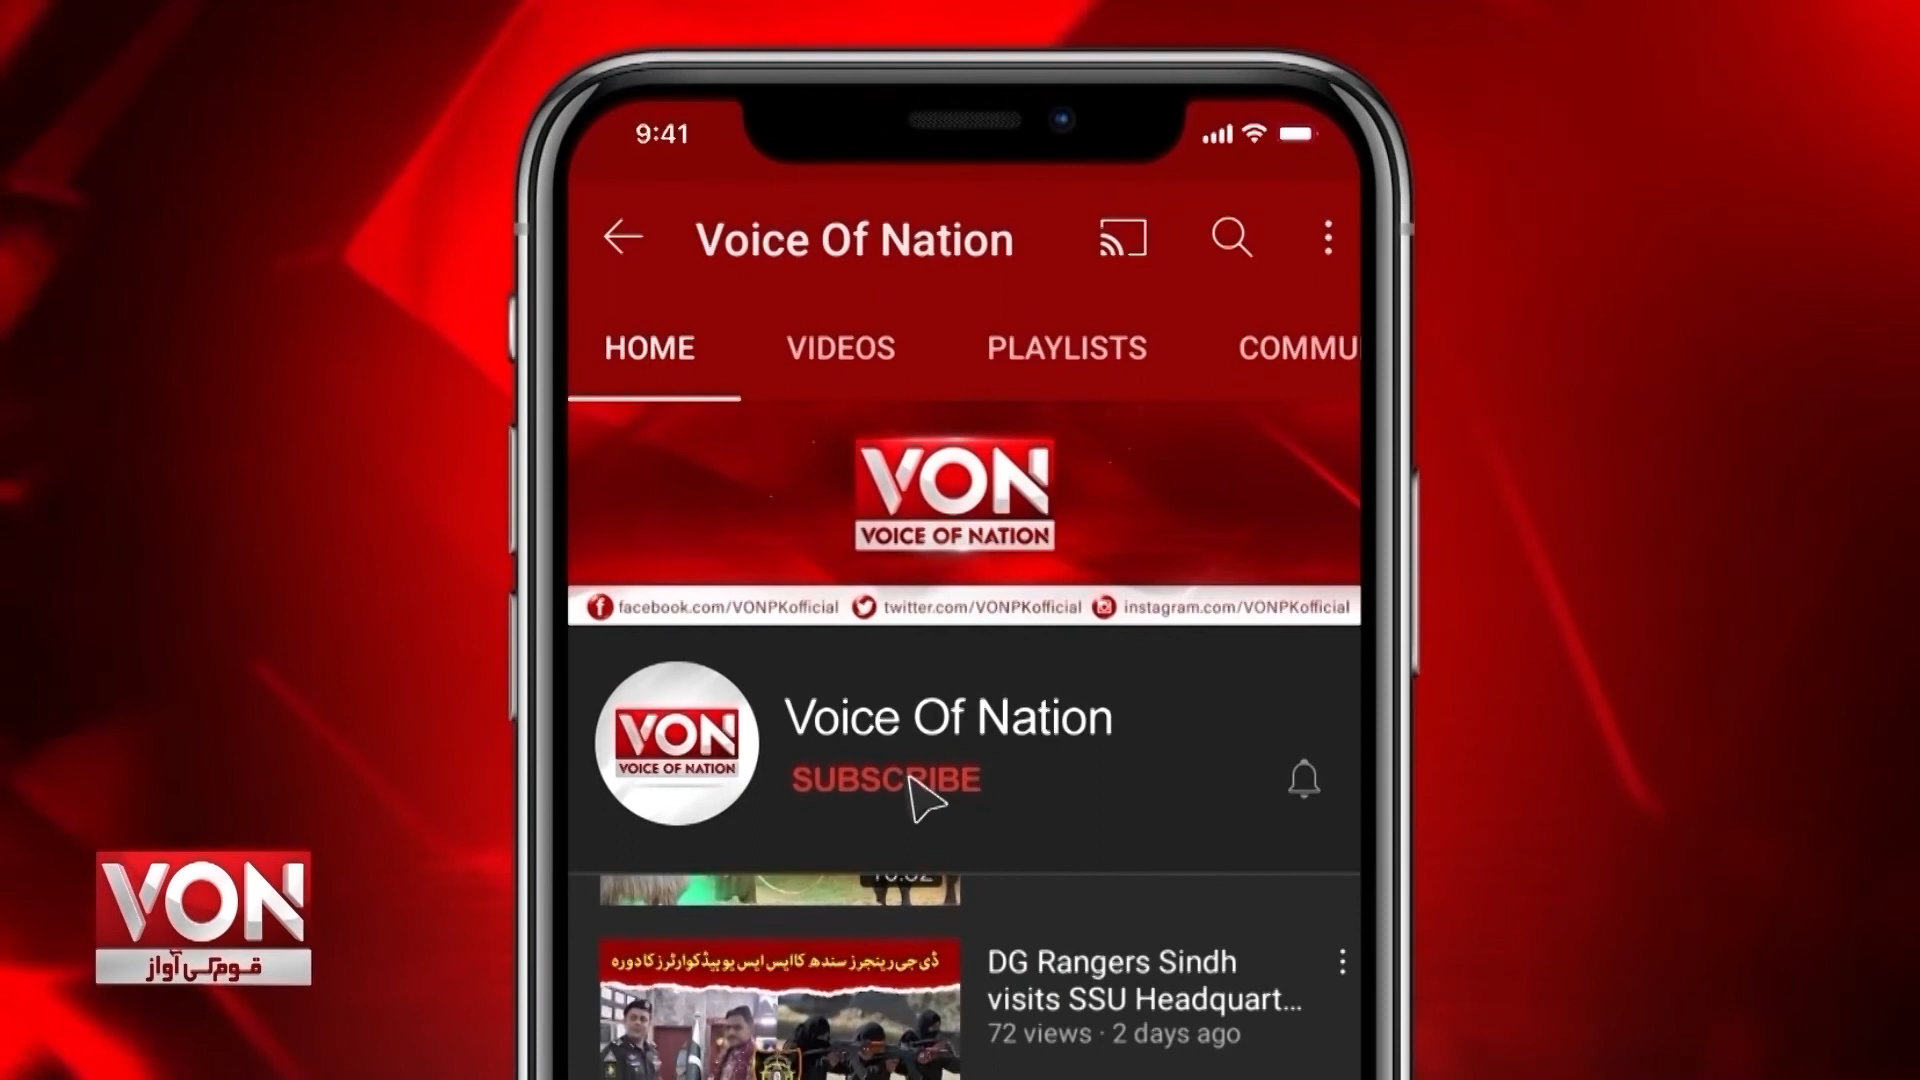 9:41
Voice Of Nation
HOME VIDEOS PLAYLISTS COMMU
VON
VOICE OF NATION
facebook.com/VONPKofficial twitter.com/VONPKofficial instagram.com/VONPKofficial
VON
VOICE OF NATION
Voice Of Nation
SUBSCRIBE
VON
قوم کی آواز
ڈی جی رینجرز سندھ کا ایس ایس یو ہیڈ کوارٹرز کا دورہ
DG Rangers Sindh
visits SSU Headquart...
72 views · 2 days ago